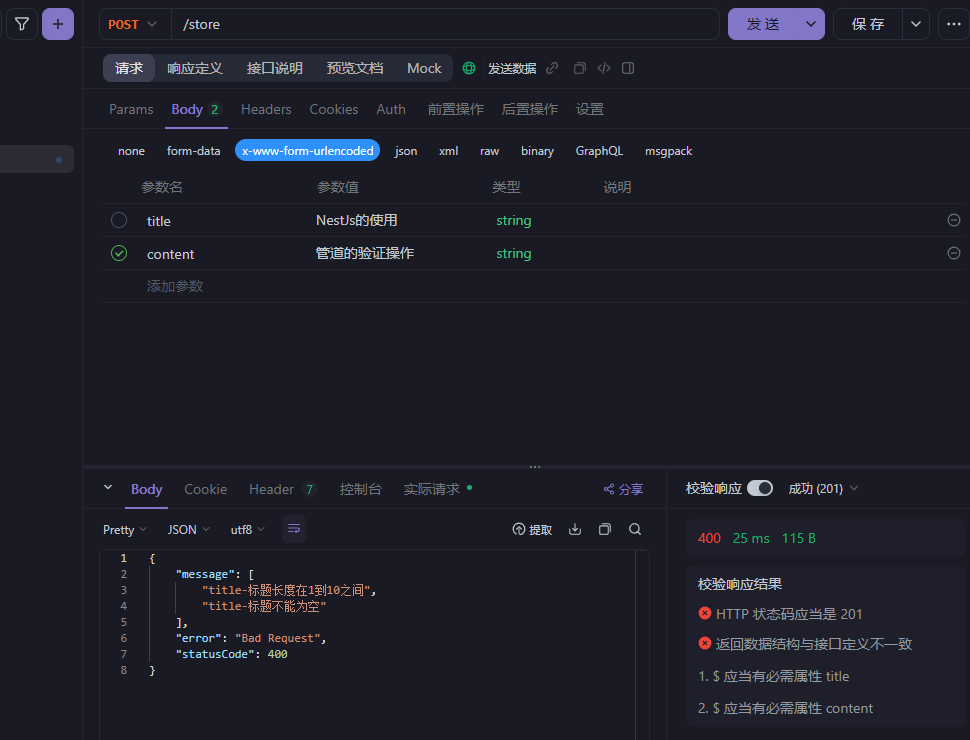 POST /store 发 送 保 存
请求 响应定义 接口说明 预览文档 Mock 发送数据
Params Body 2 Headers Cookies Auth 前置操作 后置操作 设置
none form-data x-www-form-urlencoded json xml raw binary GraphQL msgpack
参数名 参数值 类型 说明
title NestJs的使用 string
content 管道的验证操作 string
添加参数
Body Cookie Header 7 控制台 实际请求 分享
Pretty JSON utf8 提取
1 {
2 "message": [
3 "title-标题长度在1到10之间",
4 "title-标题不能为空"
5 ],
6 "error": "Bad Request",
7 "statusCode": 400
8 }
校验响应 成功 (201)
400 25 ms 115 B
校验响应结果
HTTP 状态码应当是 201
返回数据结构与接口定义不一致
1. $ 应当有必需属性 title
2. $ 应当有必需属性 content